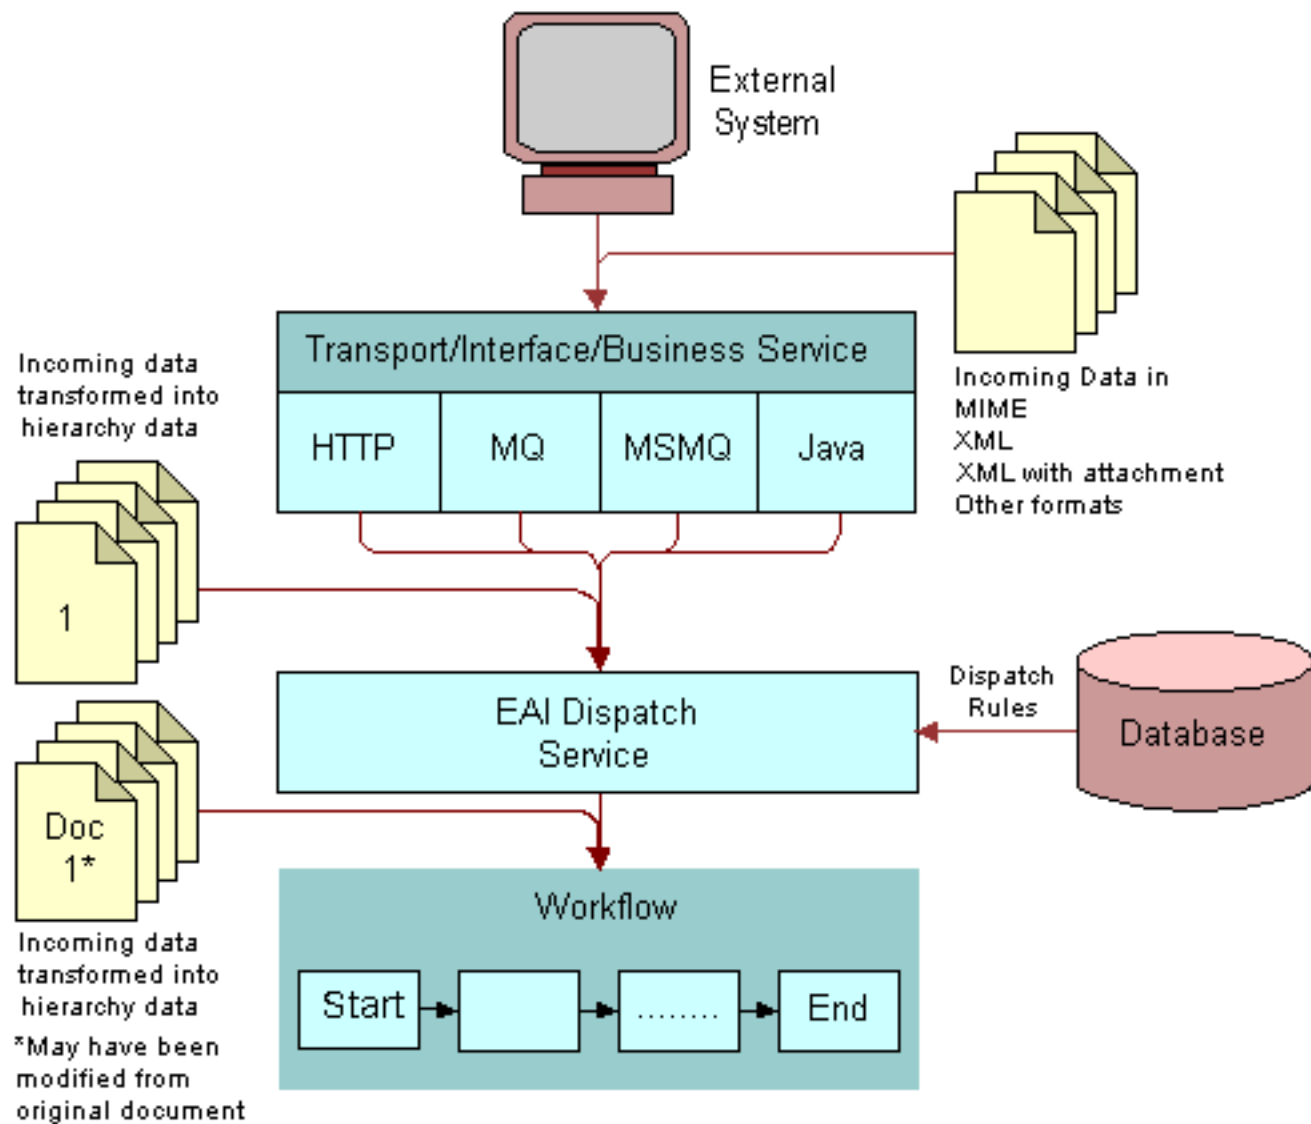 External
System
Transport/Interface/Business Service
HTTP
MQ
MSMQ
Java
Incoming Data in
MIME
XML
XML with attachment
Other formats
Incoming data
transformed into
hierarchy data
1
EAI Dispatch
Service
Dispatch
Rules
Database
Doc
1*
Incoming data
transformed into
hierarchy data
*May have been
modified from
original document
Workflow
Start
........
End